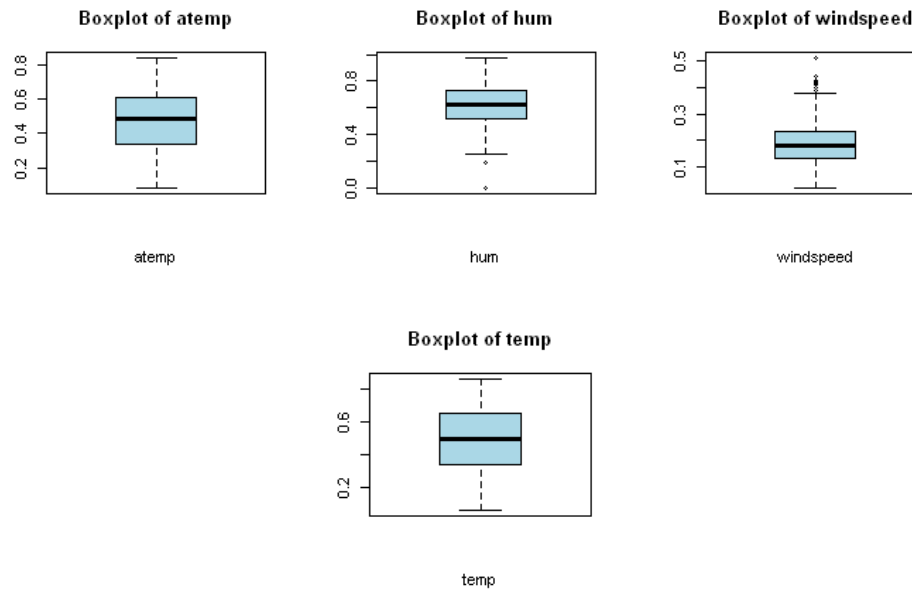 Boxplot of atemp
0.8
0.6
0.4
0.2
atemp
Boxplot of hum
0.8
0.4
0.0
hum
Boxplot of windspeed
0.5
0.3
0.1
windspeed
Boxplot of temp
0.6
0.2
temp